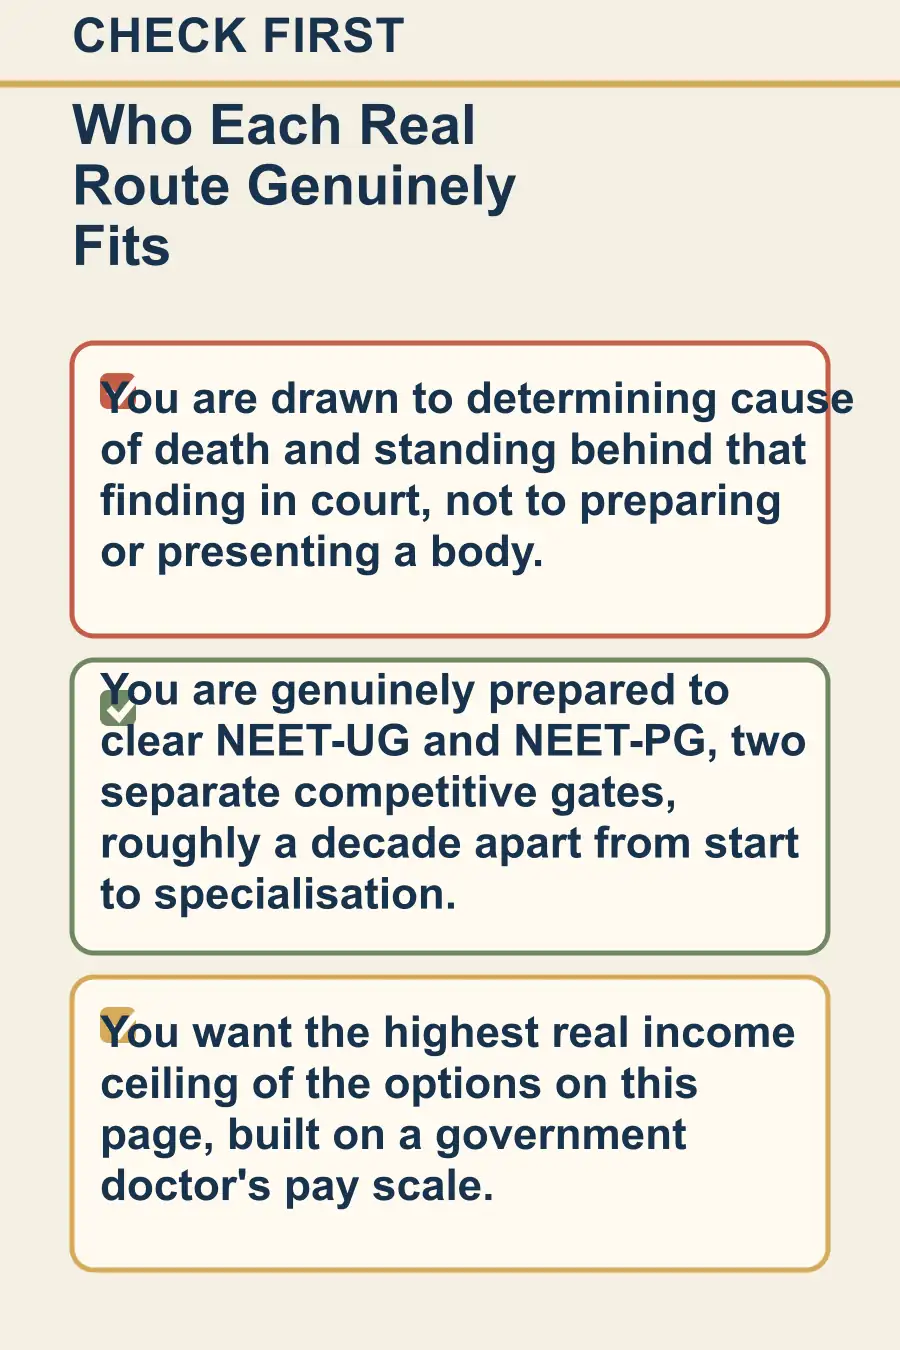 CHECK FIRST
Who Each Real
Route Genuinely
Fits
You are drawn to determining cause
of death and standing behind that
finding in court, not to preparing
or presenting a body.
You are genuinely prepared to
clear NEET-UG and NEET-PG, two
separate competitive gates,
roughly a decade apart from start
to specialisation.
You want the highest real income
ceiling of the options on this
page, built on a government
doctor's pay scale.